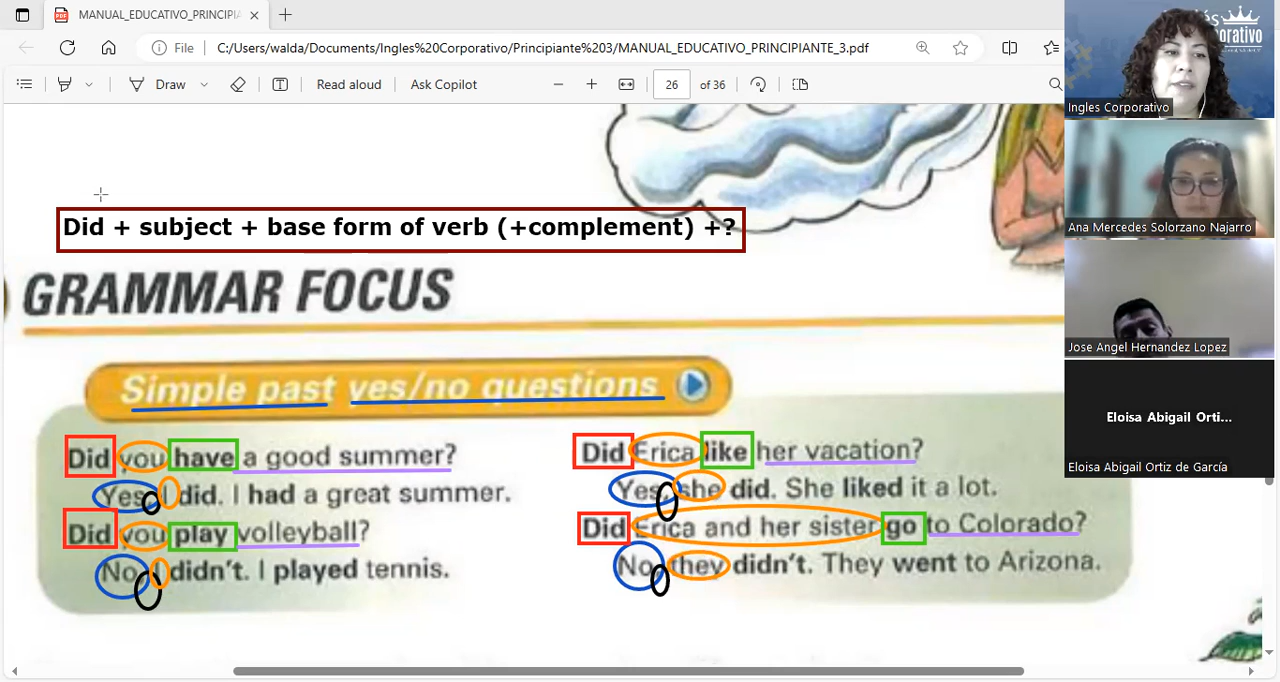 MANUAL_EDUCATIVO_PRINCIPIA
File
C:/Users/walda/Documents/Ingles%20Corporativo/Principante%203/MANUAL_EDUCATIVO_PRINCIPIANTE_3.pdf
Draw
Read aloud
Ask Copilot
26
of 36
Ingles Corporativo
Ana Mercedes Solorzano Najarro
Jose Angel Hernandez Lopez
Eloisa Abigail Orti...
Eloisa Abigail Ortiz de García
Did + subject + base form of verb (+complement) +?
GRAMMAR FOCUS
Simple past yes/no questions
Did you have a good summer?
Yes, I did. I had a great summer.
Did you play volleyball?
No, I didn't. I played tennis.
Did Erica like her vacation?
Yes, she did. She liked it a lot.
Did Erica and her sister go to Colorado?
No, they didn't. They went to Arizona.